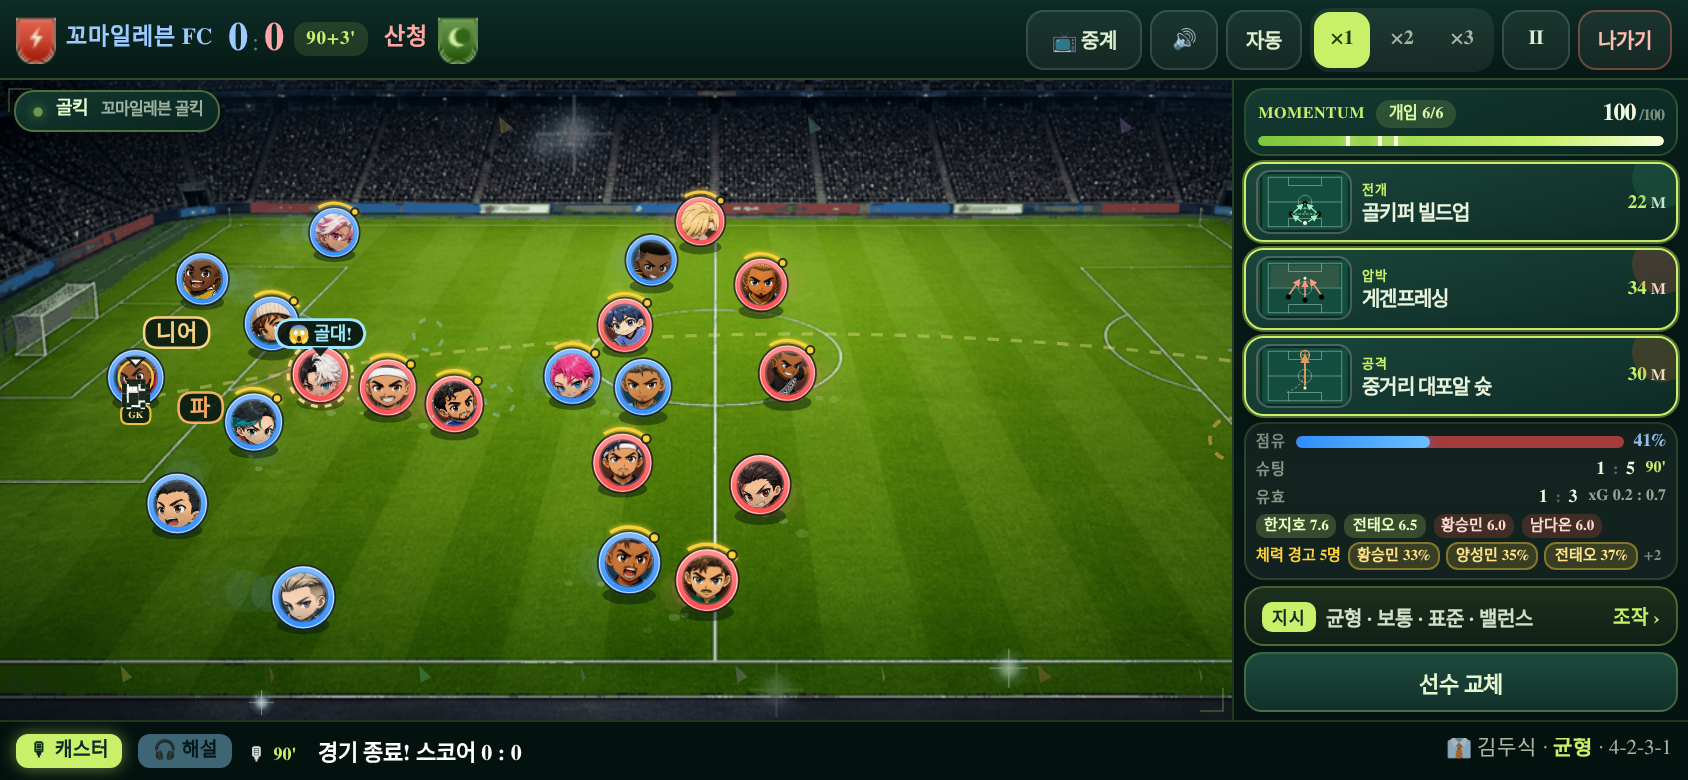 꼬마일레븐 FC 0 : 0 90+3' 산청
중계
자동
×1 ×2 ×3
II
나가기
골킥 꼬마일레븐 골킥
니어
😱 골대!
파
GK
MOMENTUM 개입 6/6 100 /100
전개
골키퍼 빌드업
22 M
압박
게겐프레싱
34 M
공격
중거리 대포알 슛
30 M
점유 41%
슈팅 1 : 5 90'
유효 1 : 3 xG 0.2 : 0.7
한지호 7.6 전태오 6.5 황승민 6.0 남다온 6.0
체력 경고 5명 황승민 33% 양성민 35% 전태오 37% +2
지시 균형 · 보통 · 표준 · 밸런스 조작 ›
선수 교체
캐스터 해설 90' 경기 종료! 스코어 0 : 0
김두식 · 균형 · 4-2-3-1